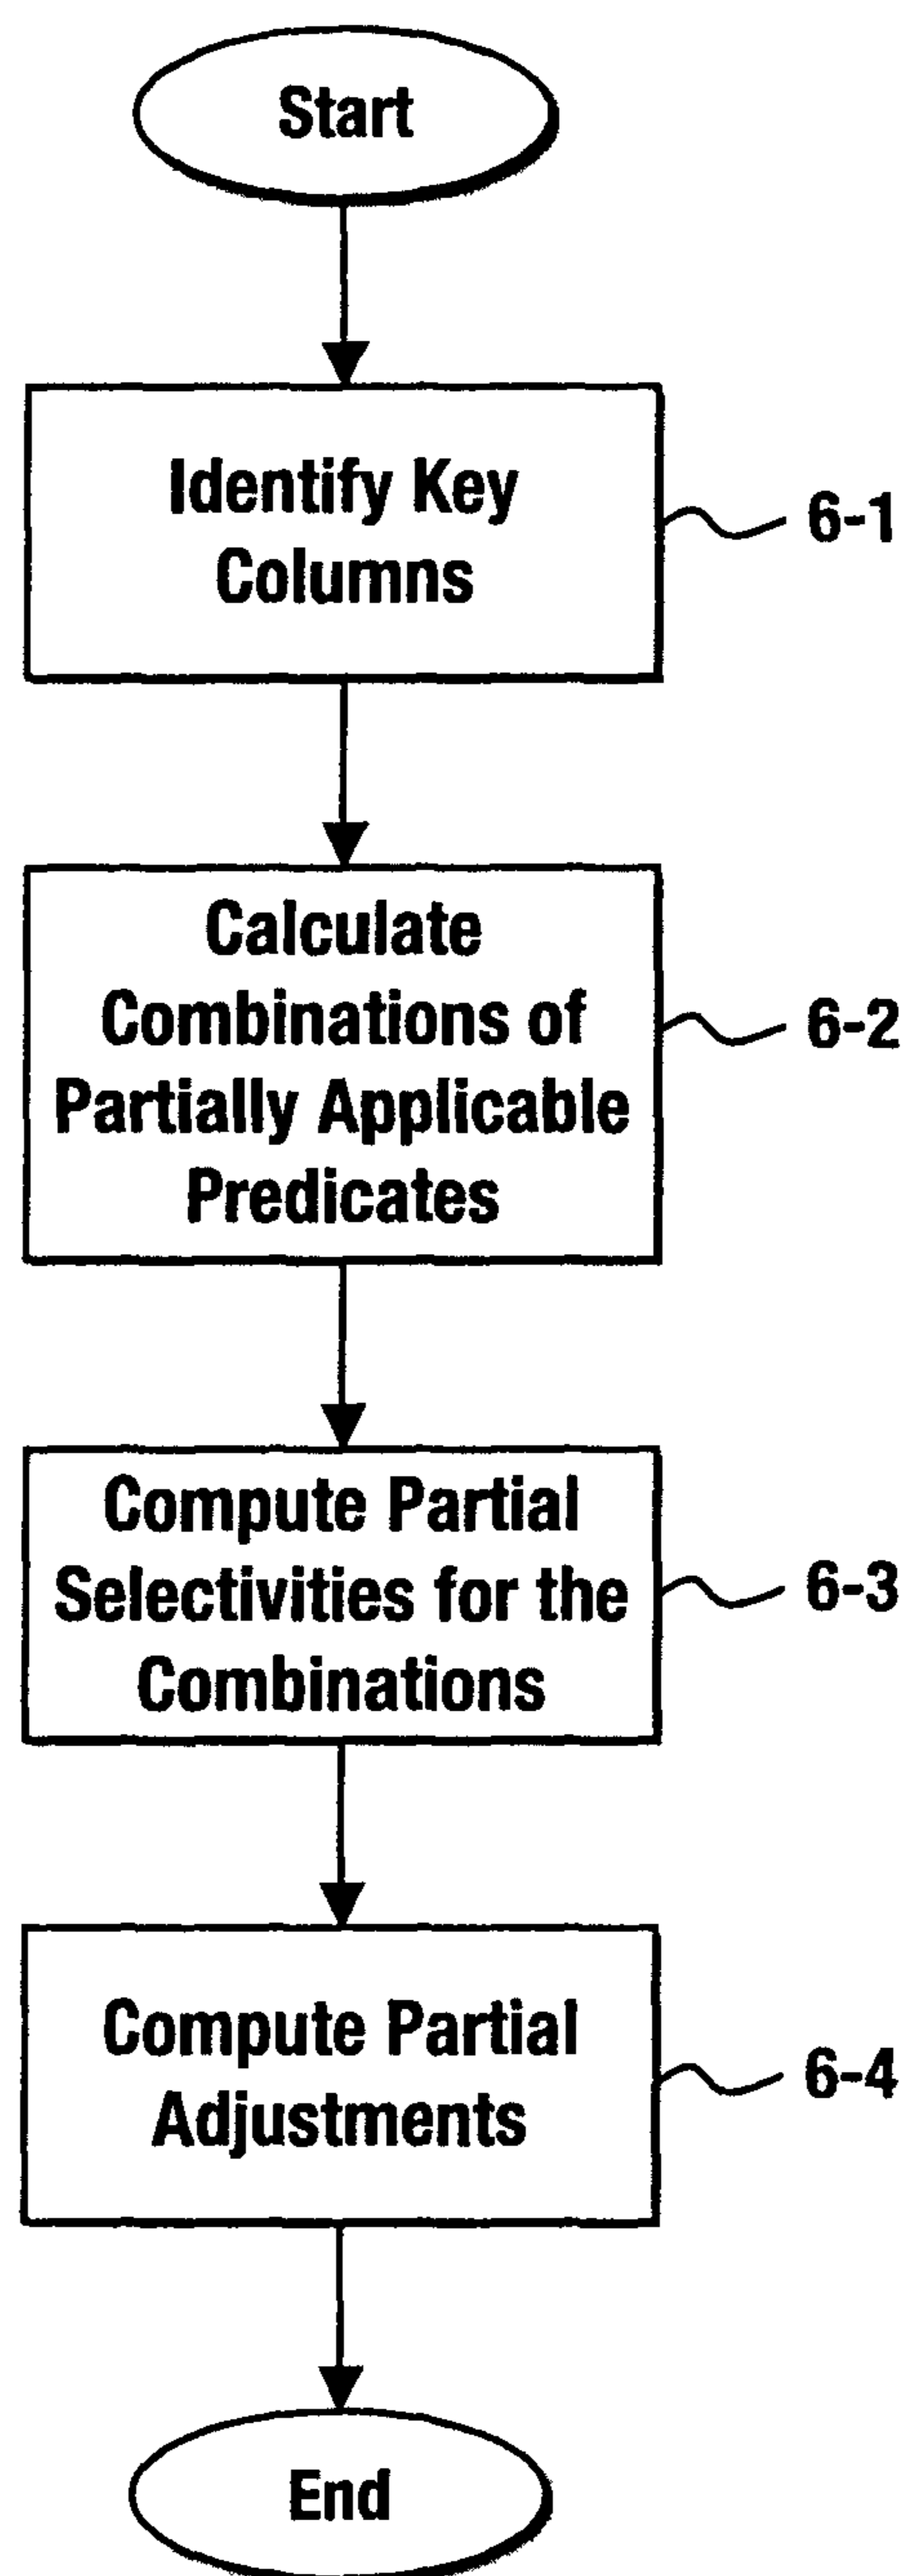 Start
Identify Key
Columns
6-1
Calculate
Combinations of
Partially Applicable
Predicates
6-2
Compute Partial
Selectivities for the
Combinations
6-3
Compute Partial
Adjustments
6-4
End